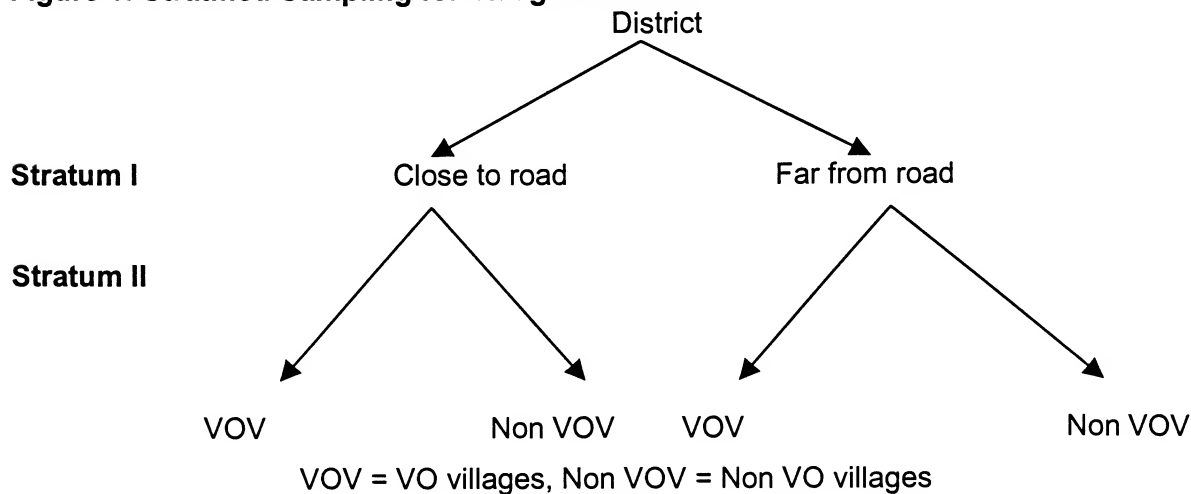 District
Stratum I Close to road Far from road
Stratum II
VOV Non VOV VOV Non VOV
VOV = VO villages, Non VOV = Non VO villages